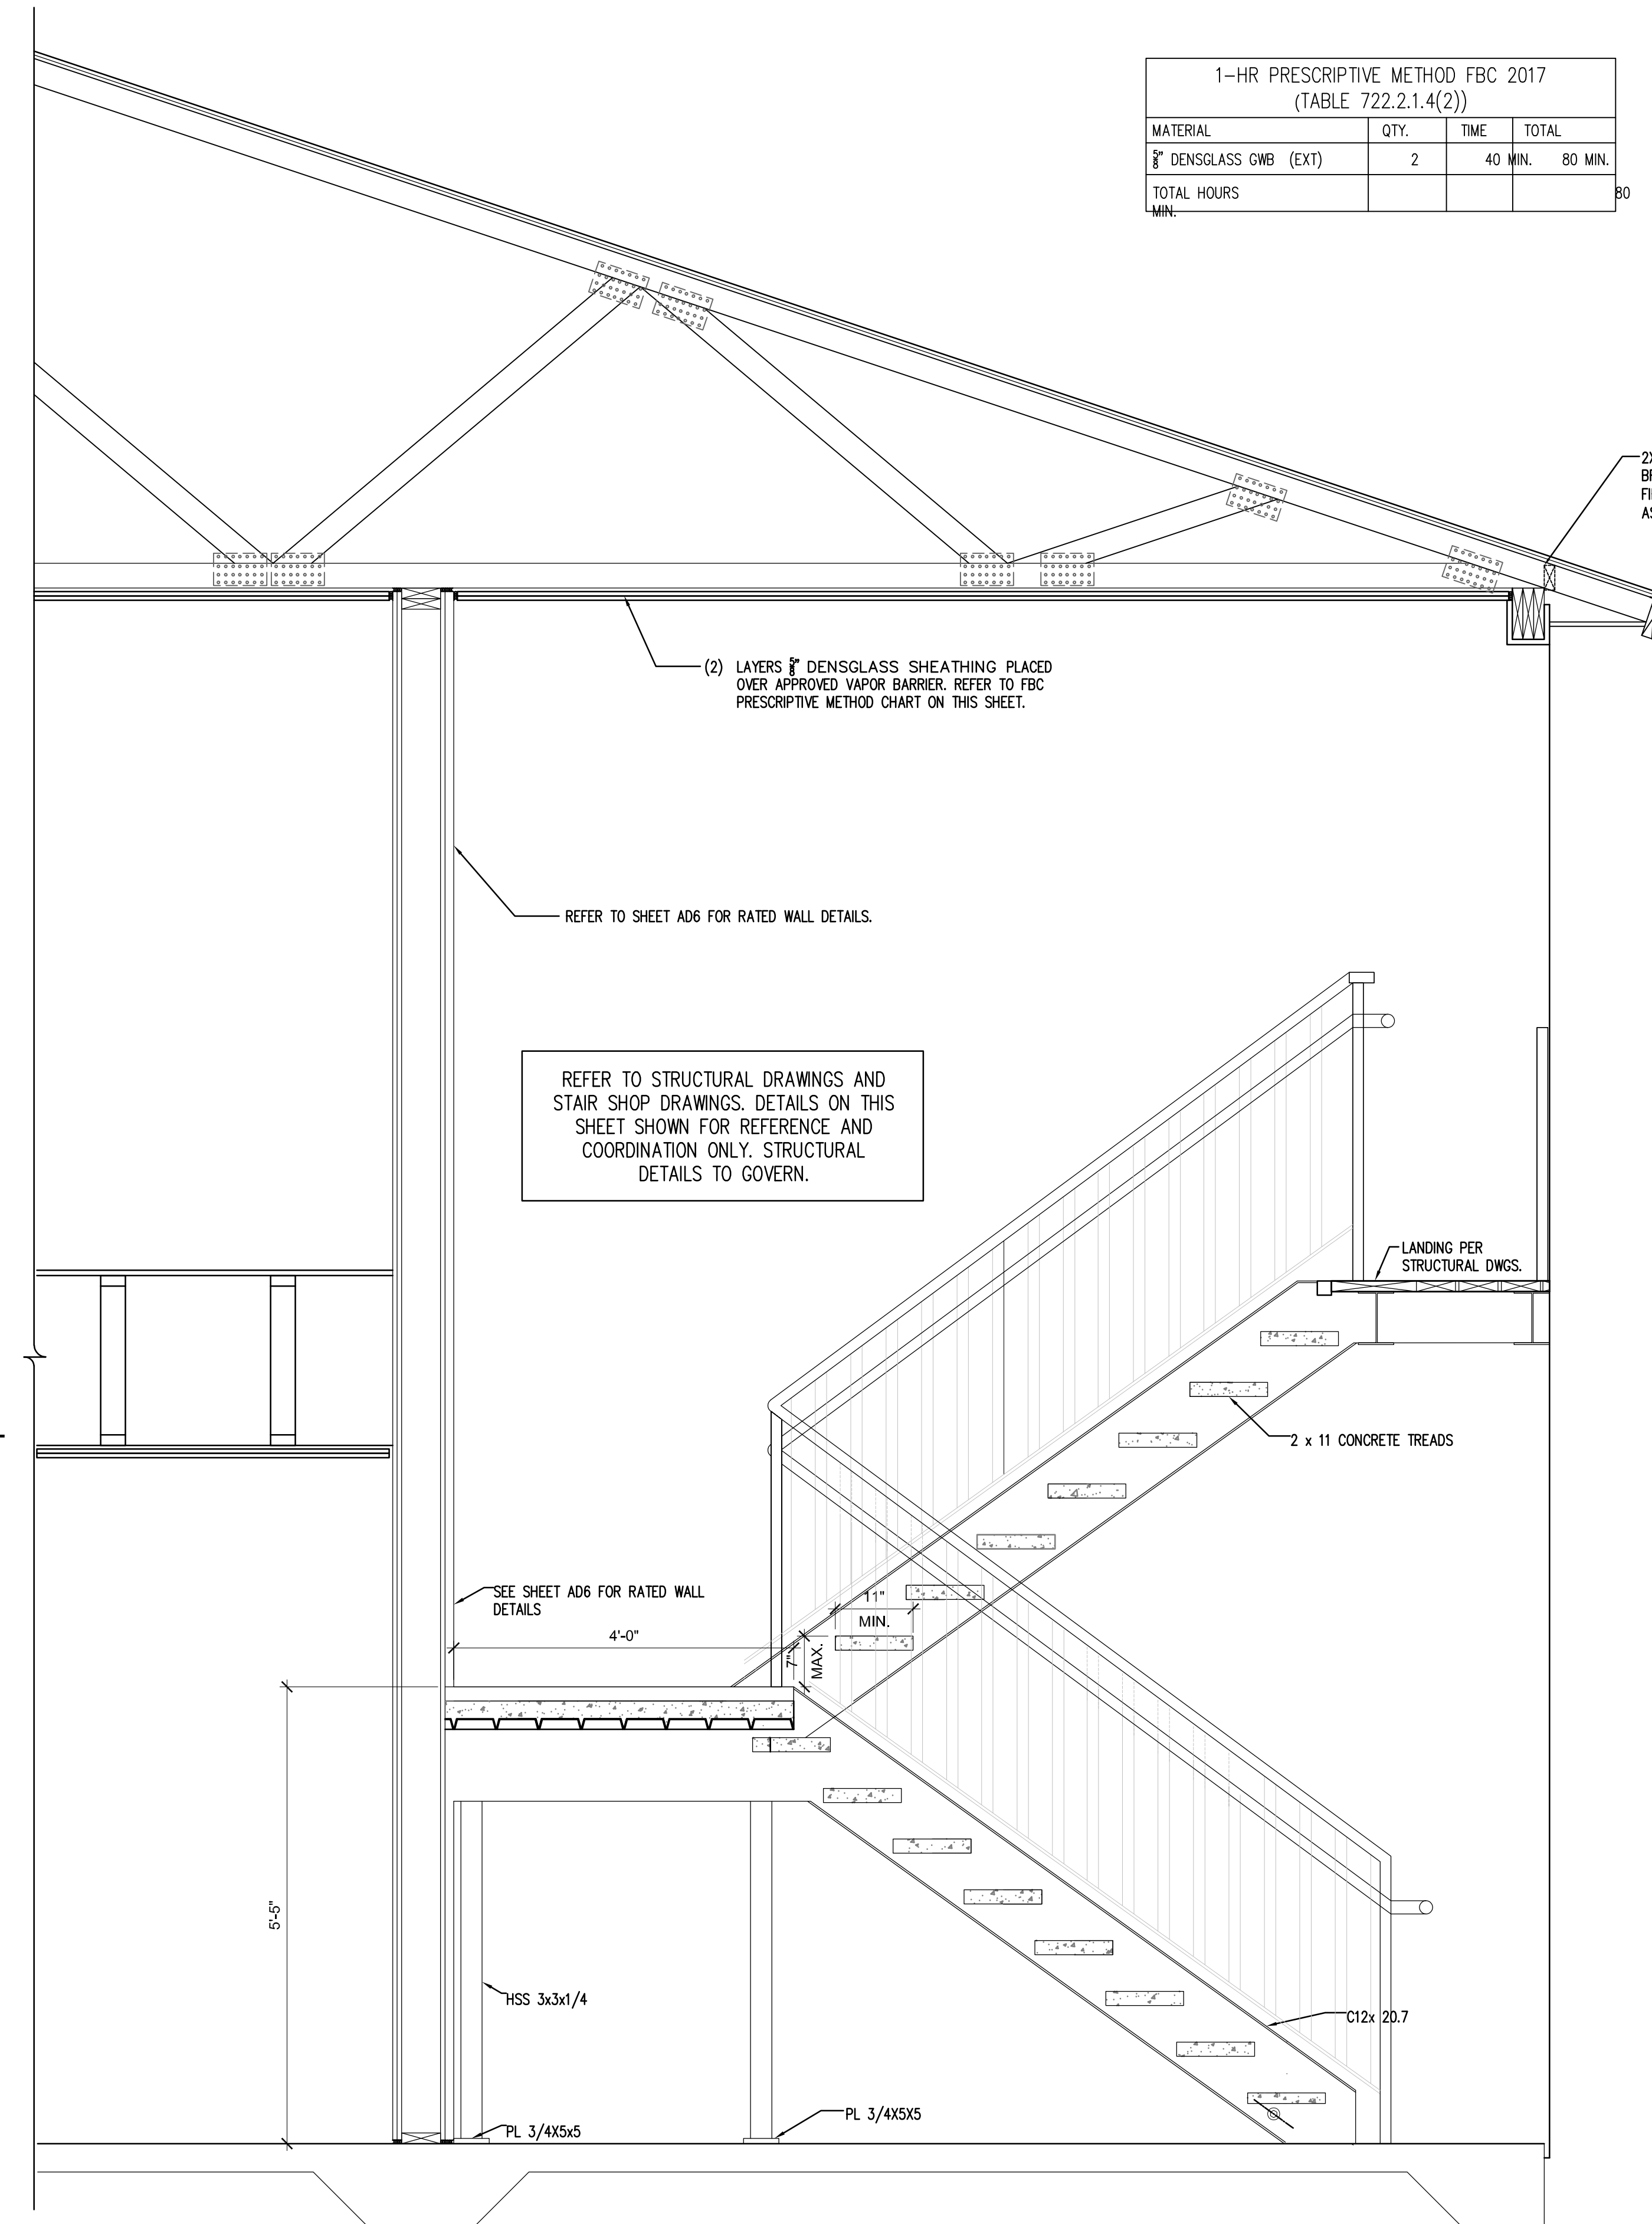 1-HR PRESCRIPTIVE METHOD FBC 2017
(TABLE 722.2.1.4(2))
MATERIAL QTY. TIME TOTAL
5/8" DENSGLASS GWB (EXT) 2 40 MIN. 80 MIN.
TOTAL HOURS 80
MIN.
(2) LAYERS 5/8" DENSGLASS SHEATHING PLACED
OVER APPROVED VAPOR BARRIER. REFER TO FBC
PRESCRIPTIVE METHOD CHART ON THIS SHEET.
REFER TO SHEET AD6 FOR RATED WALL DETAILS.
REFER TO STRUCTURAL DRAWINGS AND
STAIR SHOP DRAWINGS. DETAILS ON THIS
SHEET SHOWN FOR REFERENCE AND
COORDINATION ONLY. STRUCTURAL
DETAILS TO GOVERN.
LANDING PER
STRUCTURAL DWGS.
2 x 11 CONCRETE TREADS
SEE SHEET AD6 FOR RATED WALL
DETAILS
4'-0"
11"
MIN.
7"
MAX.
5'-5"
HSS 3x3x1/4
C12x 20.7
PL 3/4X5X5
PL 3/4X5x5